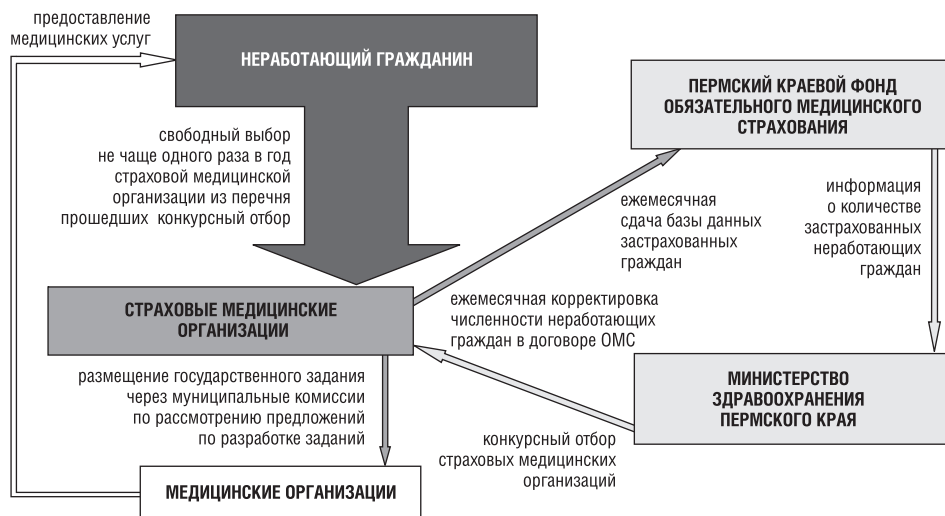 предоставление
медицинских услуг
НЕРАБОТАЮЩИЙ ГРАЖДАНИН
ПЕРМСКИЙ КРАЕВОЙ ФОНД
ОБЯЗАТЕЛЬНОГО МЕДИЦИНСКОГО
СТРАХОВАНИЯ
свободный выбор
не чаще одного раза в год
страховой медицинской
организации из перечня
прошедших конкурсный отбор
ежемесячная
сдача базы данных
застрахованных
граждан
информация
о количестве
застрахованных
неработающих
граждан
СТРАХОВЫЕ МЕДИЦИНСКИЕ
ОРГАНИЗАЦИИ
ежемесячная корректировка
численности неработающих
граждан в договоре ОМС
размещение государственного задания
через муниципальные комиссии
по рассмотрению предложений
по разработке заданий
МИНИСТЕРСТВО
ЗДРАВООХРАНЕНИЯ
ПЕРМСКОГО КРАЯ
конкурсный отбор
страховых медицинских
организаций
МЕДИЦИНСКИЕ ОРГАНИЗАЦИИ